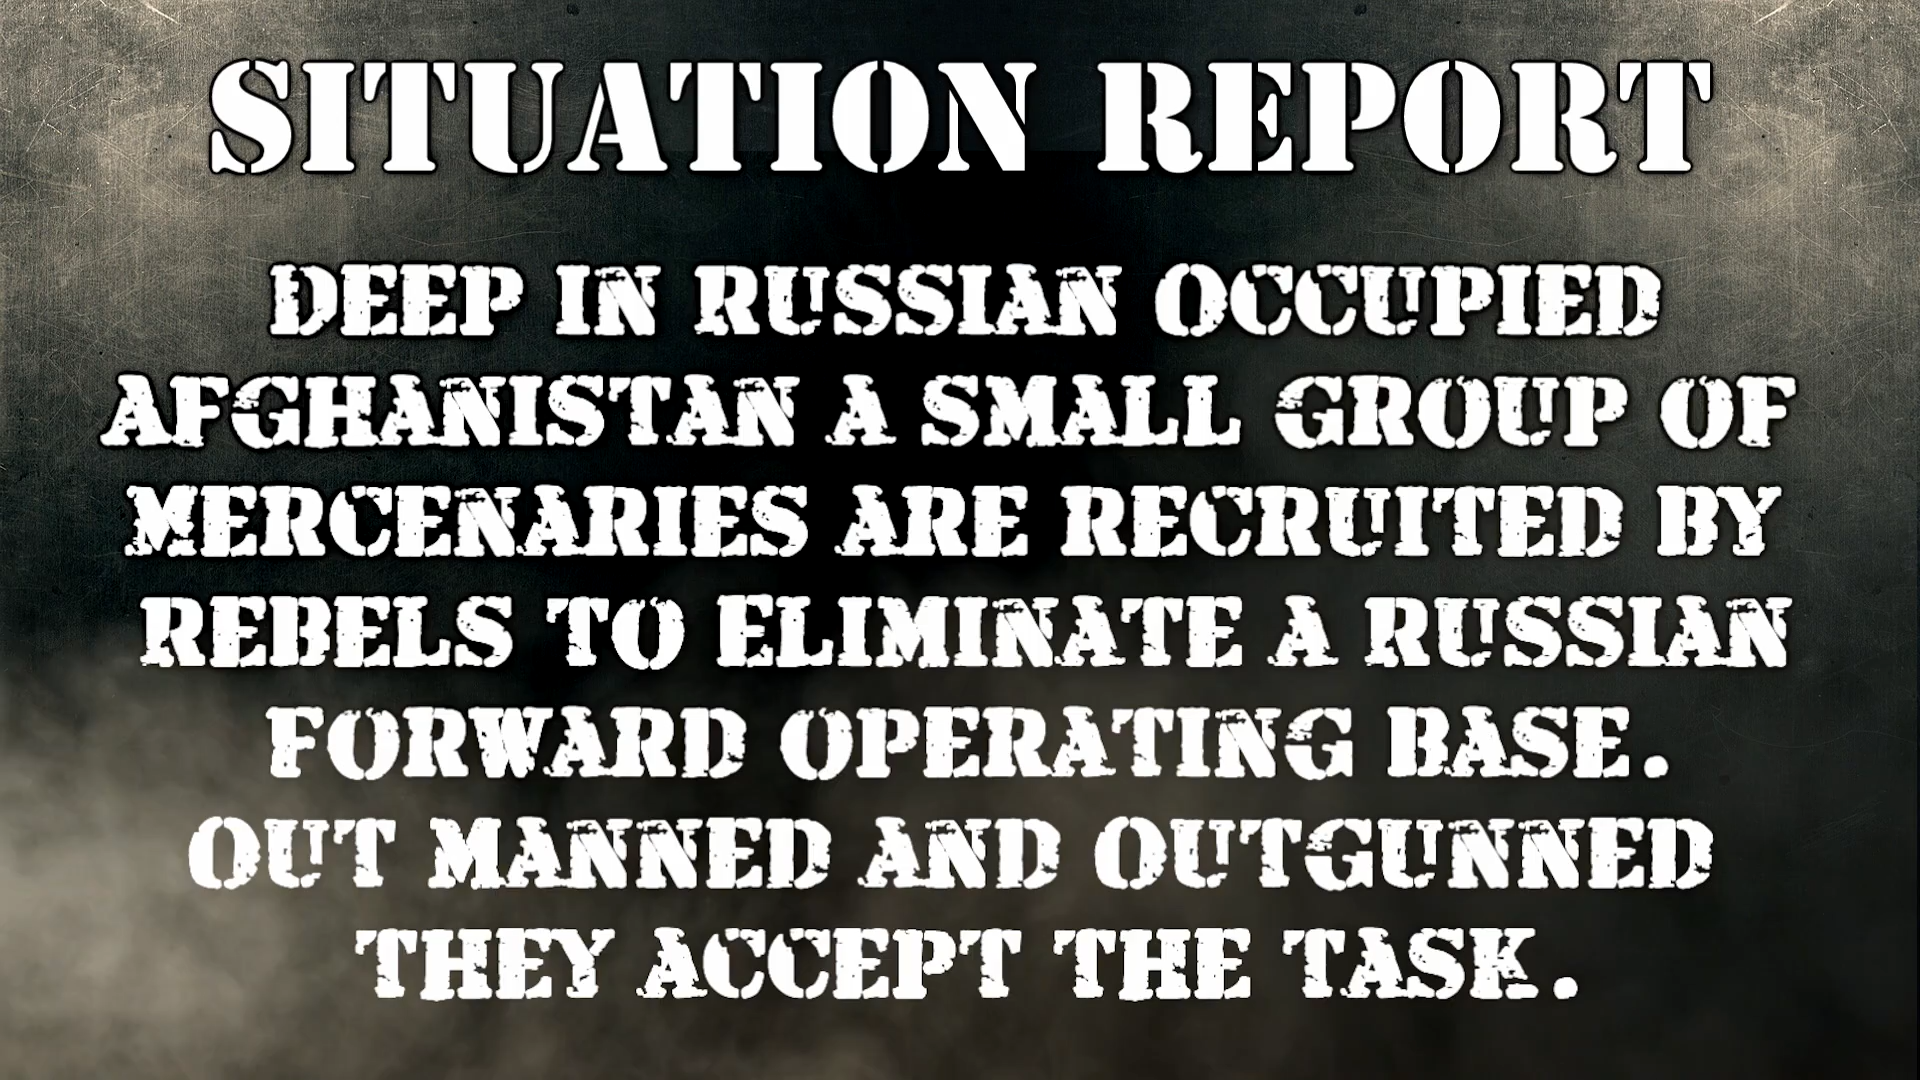 SITUATION REPORT
DEEP IN RUSSIAN OCCUPIED
AFGHANISTAN A SMALL GROUP OF
MERCENARIES ARE RECRUITED BY
REBELS TO ELIMINATE A RUSSIAN
FORWARD OPERATING BASE.
OUT MANNED AND OUTGUNNED
THEY ACCEPT THE TASK.